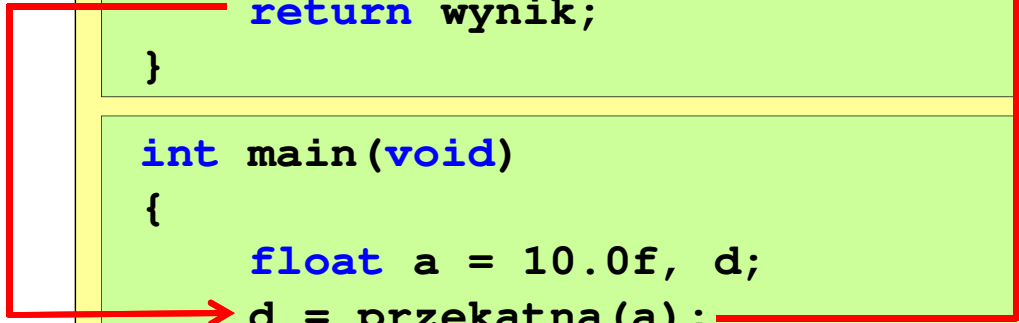 return wynik;
}
int main(void)
{
float a = 10.0f, d;
d = przekatna(a);